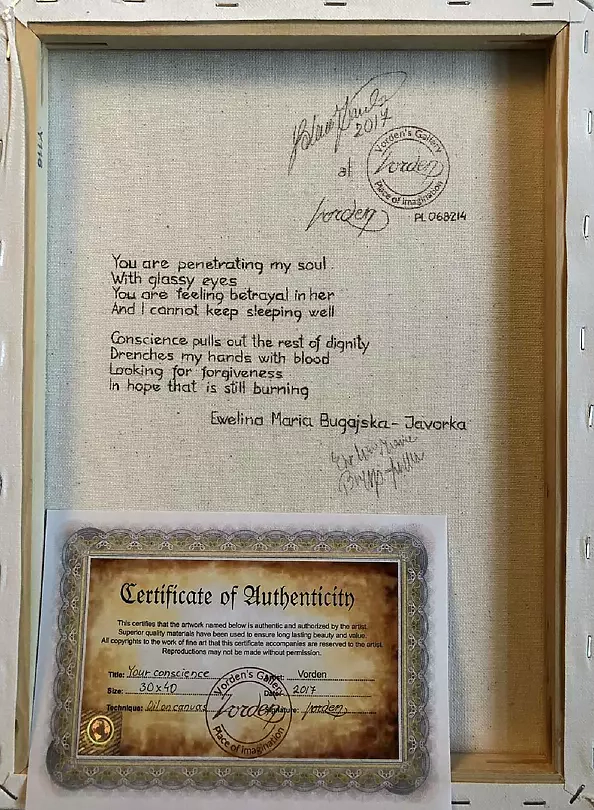 2017
at
Vorden's Gallery
Vorden
Place of Imagination
Vorden
PL 068214
You are penetrating my soul.
With glassy eyes
You are feeling betrayal in her
And I cannot keep sleeping well
Conscience pulls out the rest of dignity
Drenches my hands with blood
Looking for forgiveness
In hope that is still burning
Ewelina Maria Bugajska - Javorka
Certificate of Authenticity
This certifies that the artwork named below is authentic and authorized by the artist.
Superior quality materials have been used to ensure long lasting beauty and value.
All copyrights to the work of fine art that this certificate accompanies are reserved to the artist.
Reproductions may not be made without permission.
Title: Your conscience
Vorden
Size: 30x40
Date: 2017
Technique: Oil on canvas
Signature: Vorden
Vorden's Gallery
Vorden
Place of Imagination